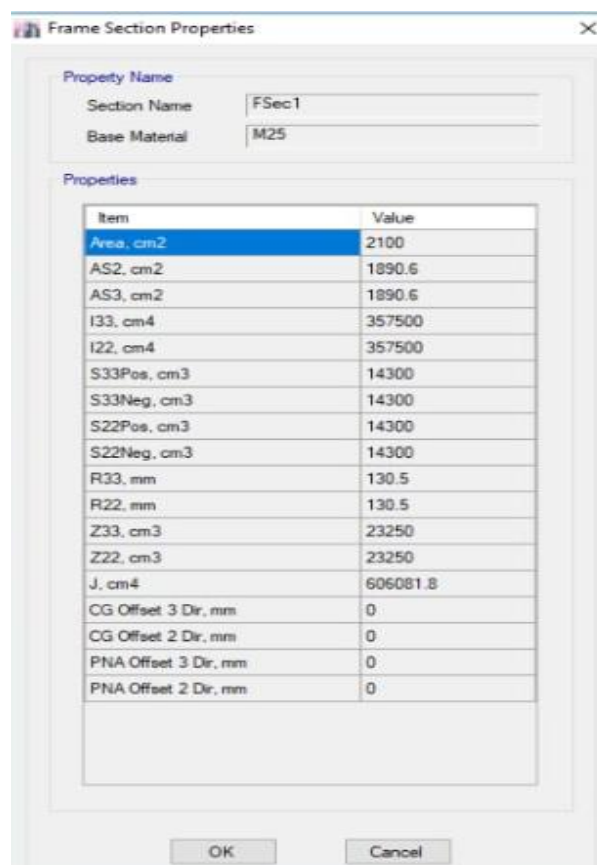 Frame Section Properties
Property Name
Section Name FSec1
Base Material M25
Properties
Item Value
Area, cm2 2100
AS2, cm2 1890.6
AS3, cm2 1890.6
I33, cm4 357500
I22, cm4 357500
S33Pos, cm3 14300
S33Neg, cm3 14300
S22Pos, cm3 14300
S22Neg, cm3 14300
R33, mm 130.5
R22, mm 130.5
Z33, cm3 23250
Z22, cm3 23250
J, cm4 606081.8
CG Offset 3 Dir, mm 0
CG Offset 2 Dir, mm 0
PNA Offset 3 Dir, mm 0
PNA Offset 2 Dir, mm 0
OK Cancel